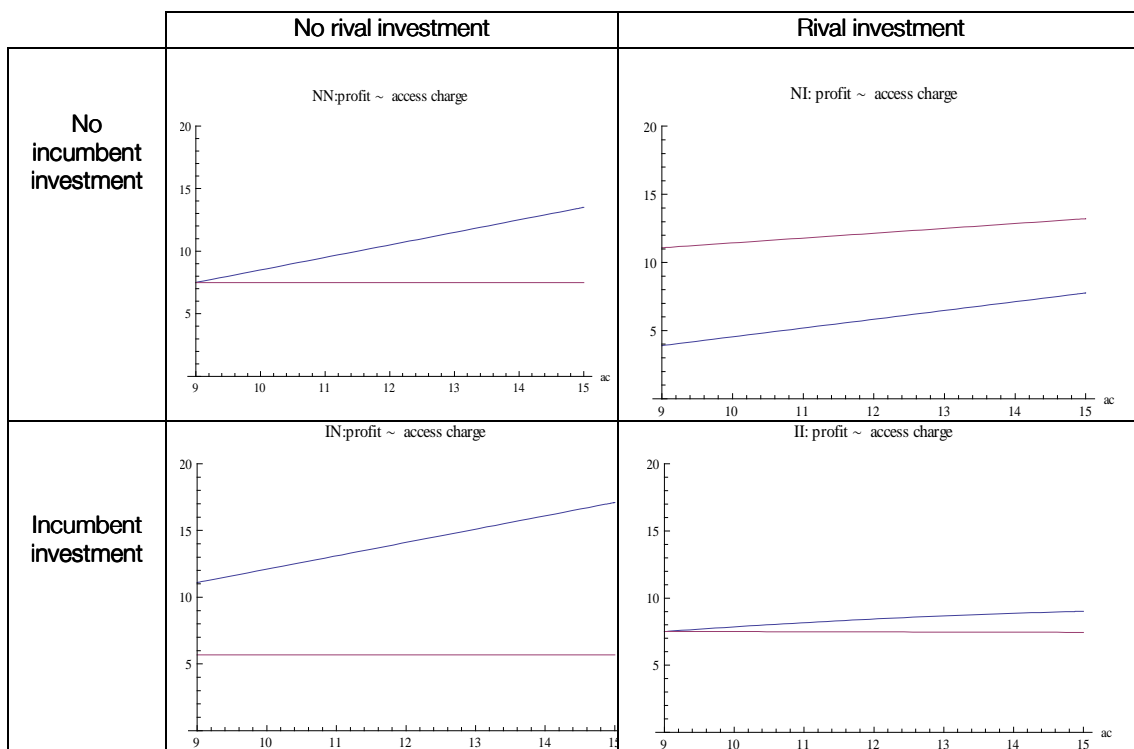 No rival investment
Rival investment
No
incumbent
investment
NN:profit ~ access charge
20
15
10
5
9 10 11 12 13 14 15
ac
NI: profit ~ access charge
20
15
10
5
9 10 11 12 13 14 15
ac
Incumbent
investment
IN:profit ~ access charge
20
15
10
5
9 10 11 12 13 14 15
II: profit ~ access charge
20
15
10
5
9 10 11 12 13 14 15
ac